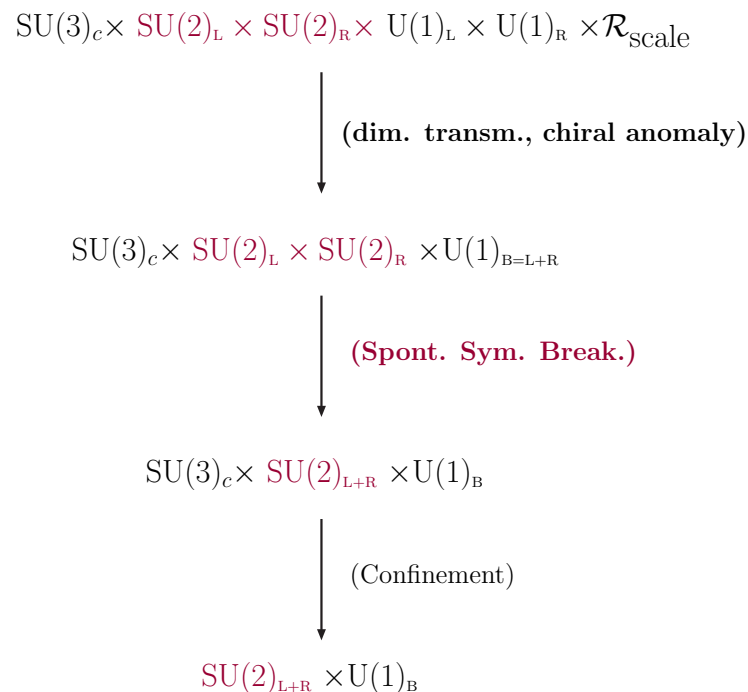 SU(3)c× SU(2)L × SU(2)R× U(1)L × U(1)R ×ℛscale
(dim. transm., chiral anomaly)
SU(3)c× SU(2)L × SU(2)R ×U(1)B=L+R
(Spont. Sym. Break.)
SU(3)c× SU(2)L+R ×U(1)B
(Confinement)
SU(2)L+R ×U(1)B